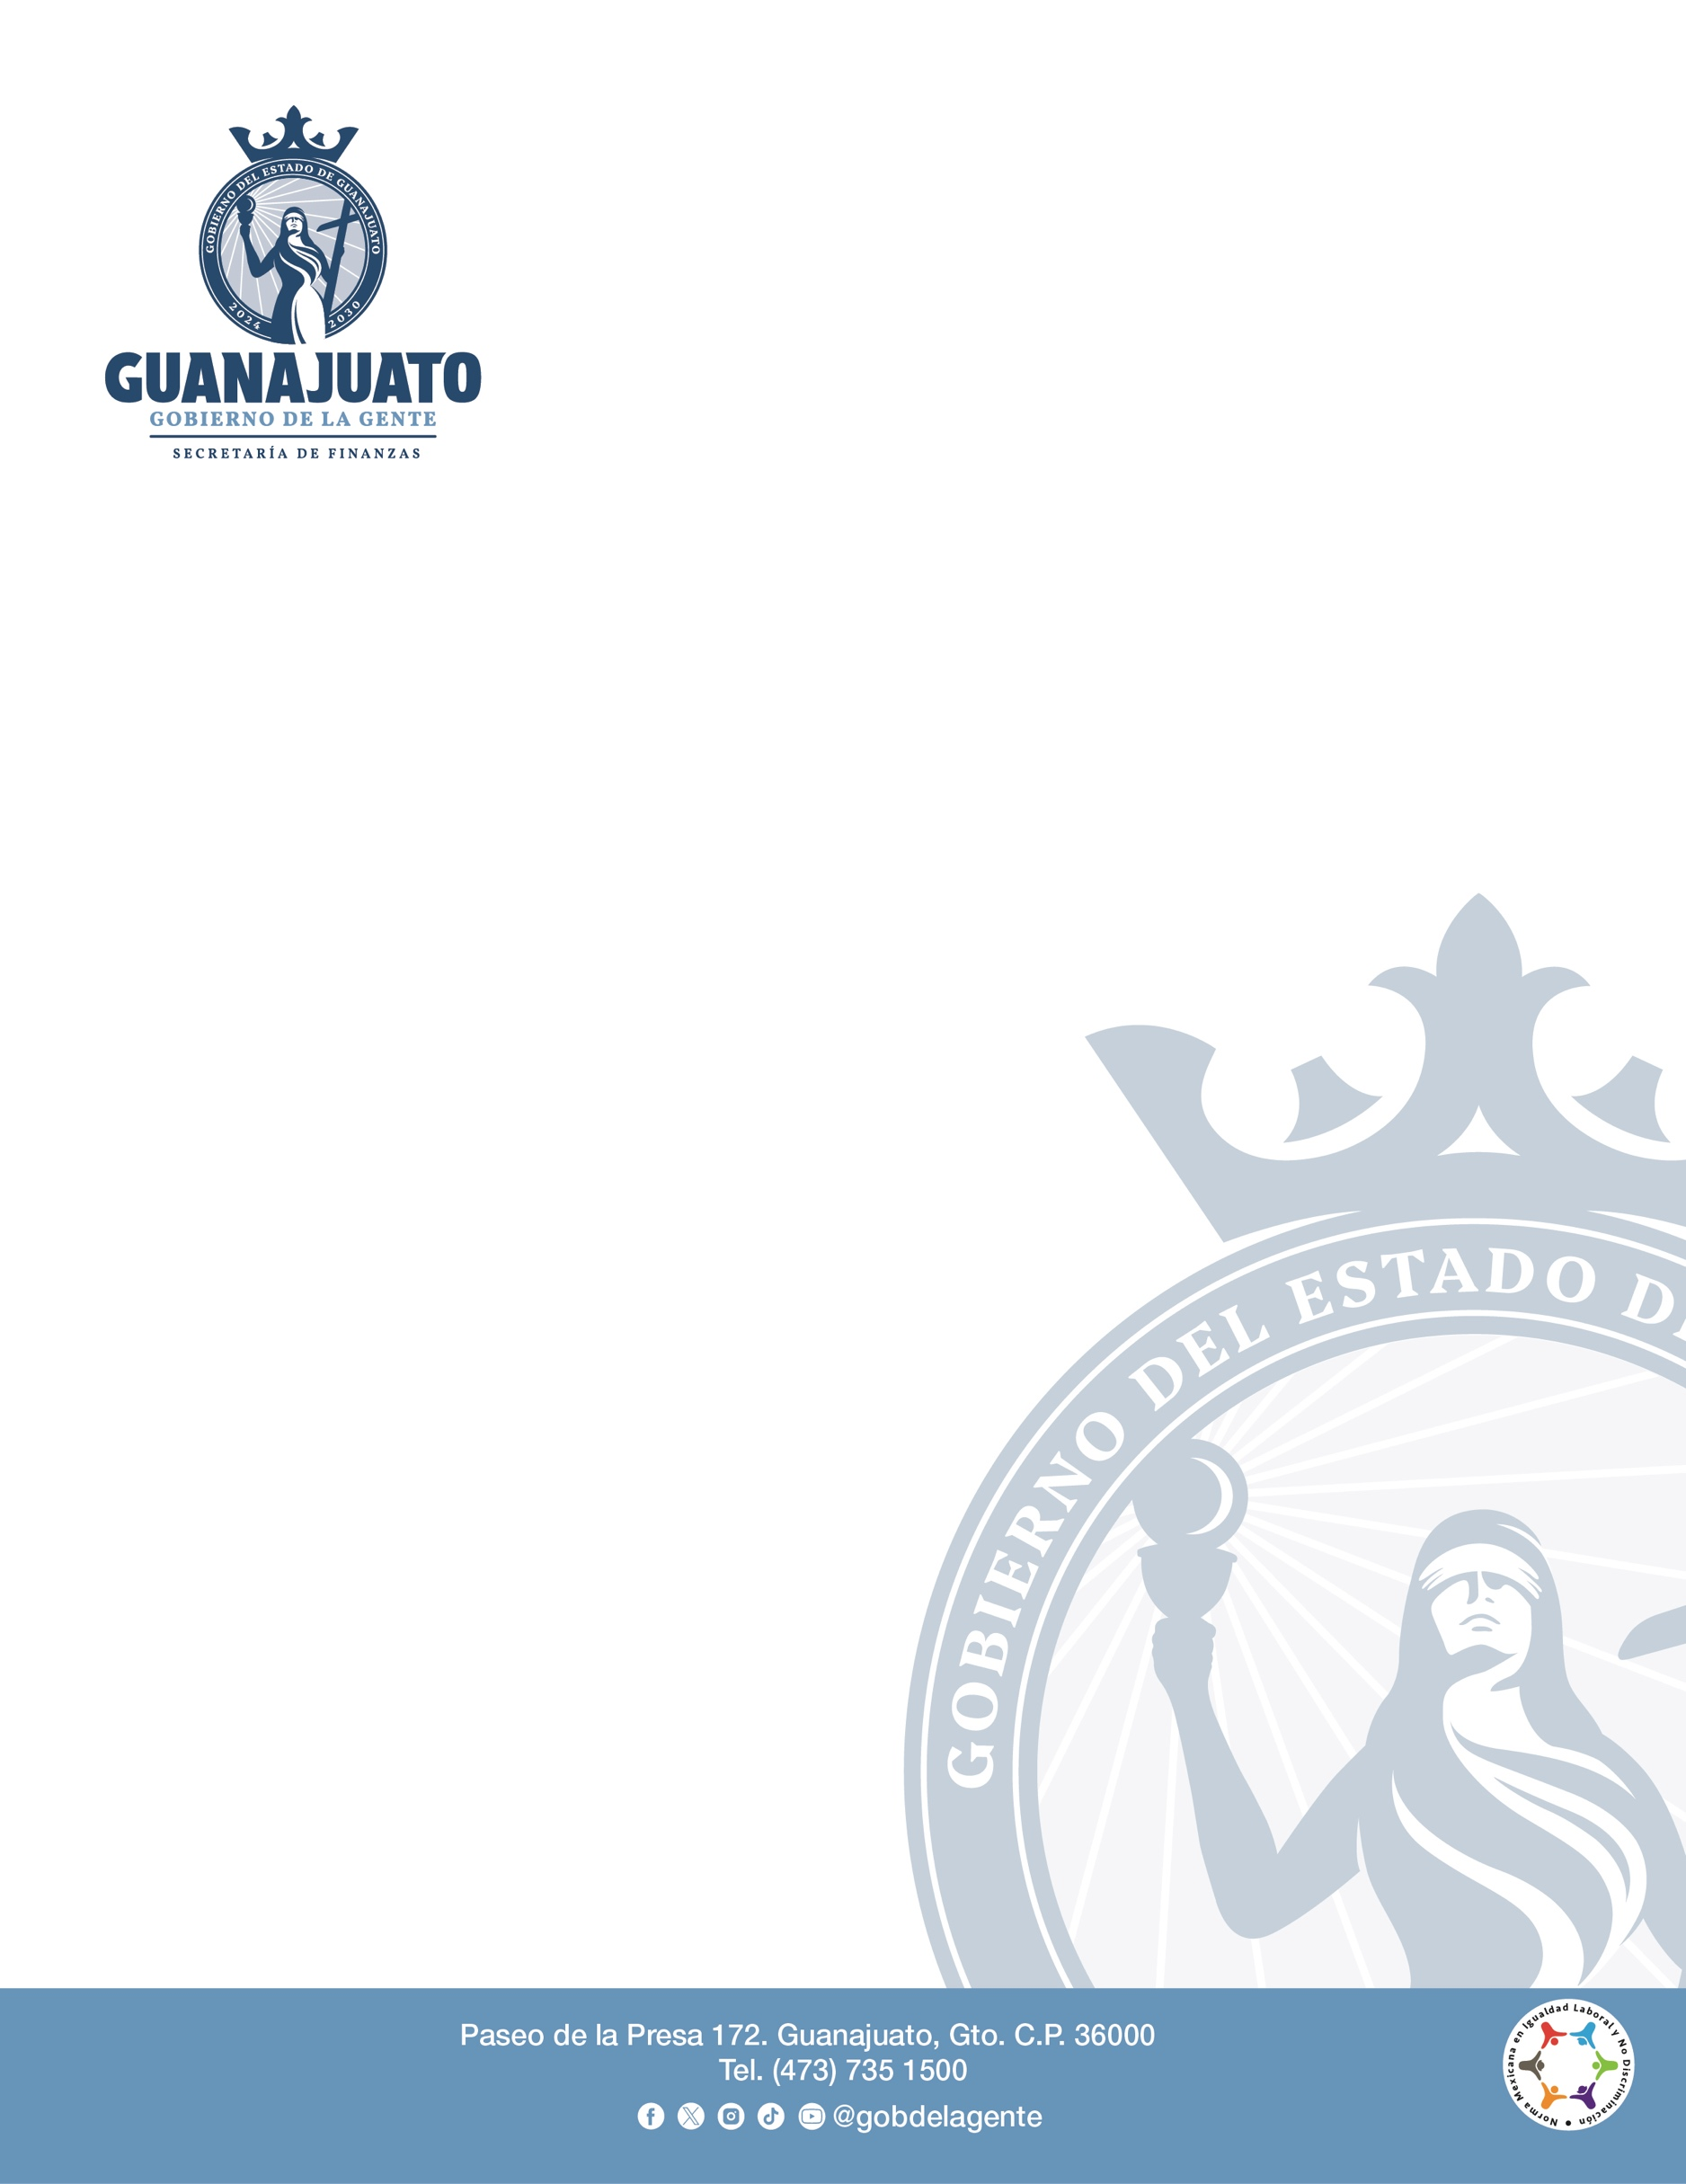 GOBIERNO DEL ESTADO DE GUANAJUATO
2024 2030
GUANAJUATO
GOBIERNO DE LA GENTE
SECRETARÍA DE FINANZAS
GOBIERNO DEL ESTADO D
Paseo de la Presa 172. Guanajuato, Gto. C.P. 36000
Tel. (473) 735 1500
@gobdelagente
Norma Mexicana en Igualdad Laboral y No Discriminación